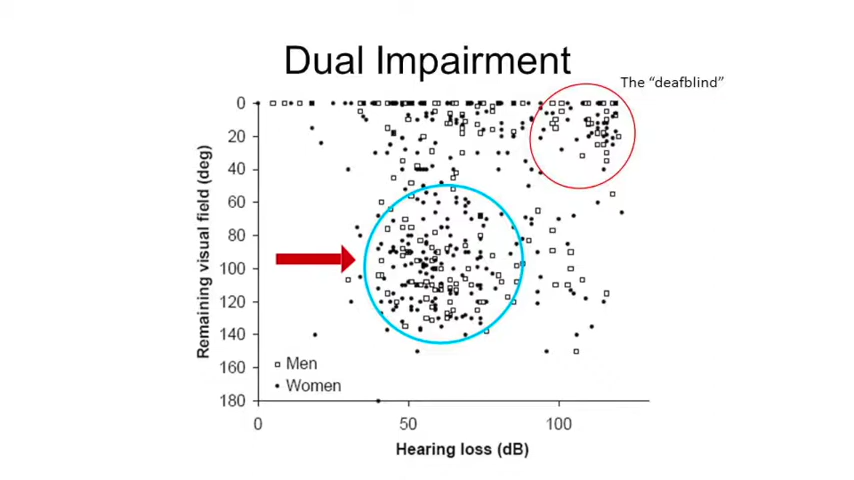 Dual Impairment
The “deafblind”
0
20
40
60
80
100
120
140
160
180
Remaining visual field (deg)
Men
Women
0
50
100
Hearing loss (dB)